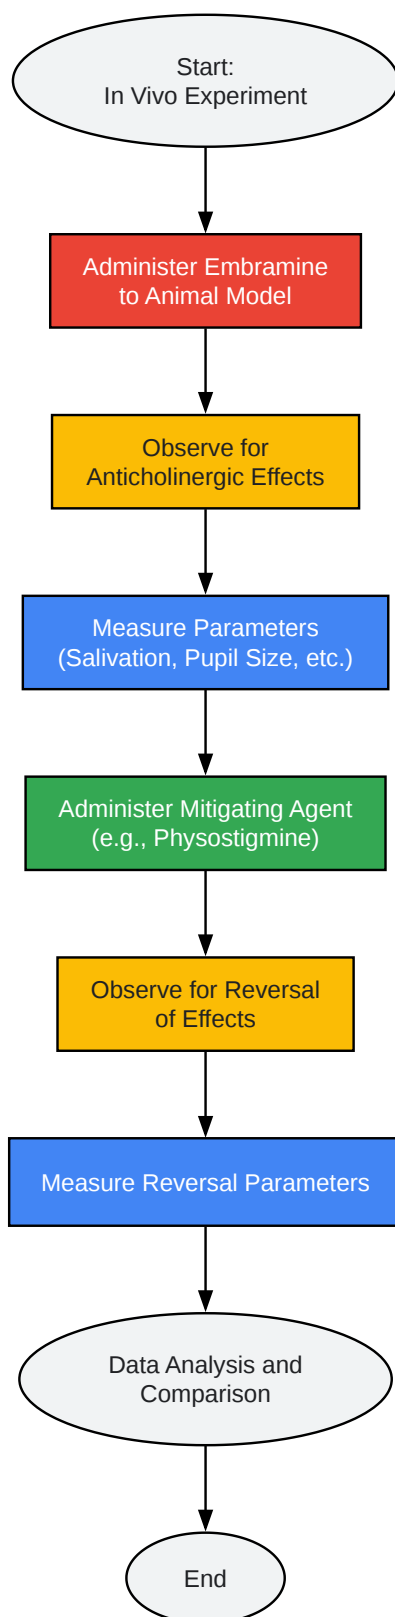 Start:
In Vivo Experiment
Administer Embramine
to Animal Model
Observe for
Anticholinergic Effects
Measure Parameters
(Salivation, Pupil Size, etc.)
Administer Mitigating Agent
(e.g., Physostigmine)
Observe for Reversal
of Effects
Measure Reversal Parameters
Data Analysis and
Comparison
End